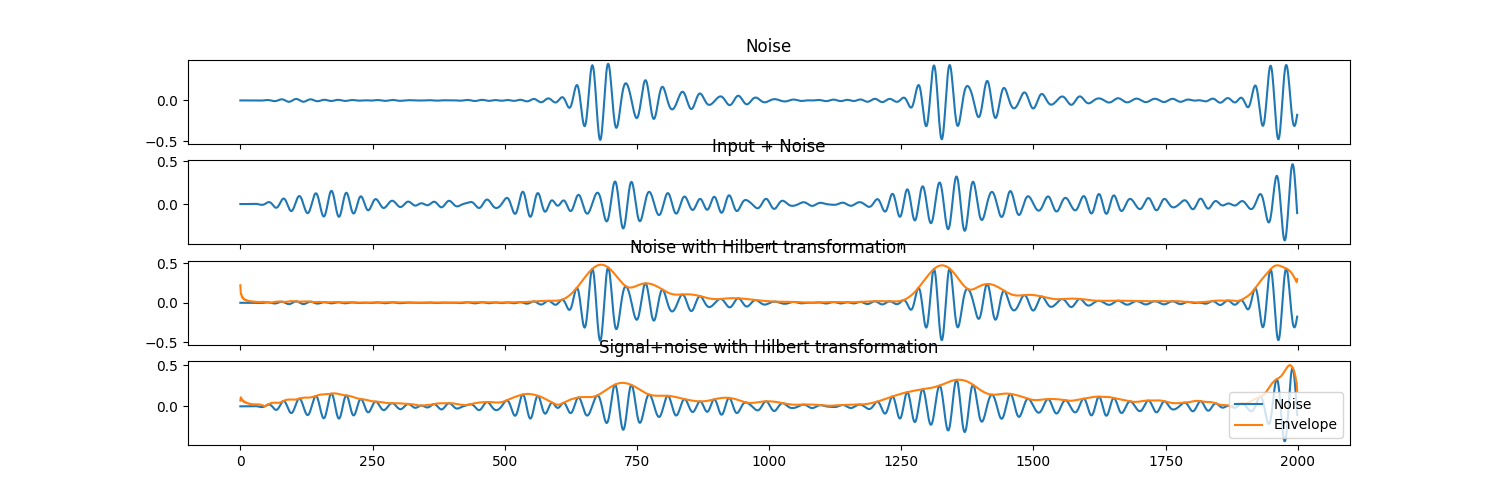 Noise
0.0
−0.5
Input + Noise
0.5
0.0
Noise with Hilbert transformation
0.5
0.0
−0.5
Signal+noise with Hilbert transformation
0.5
0.0
Noise
Envelope
0 250 500 750 1000 1250 1500 1750 2000